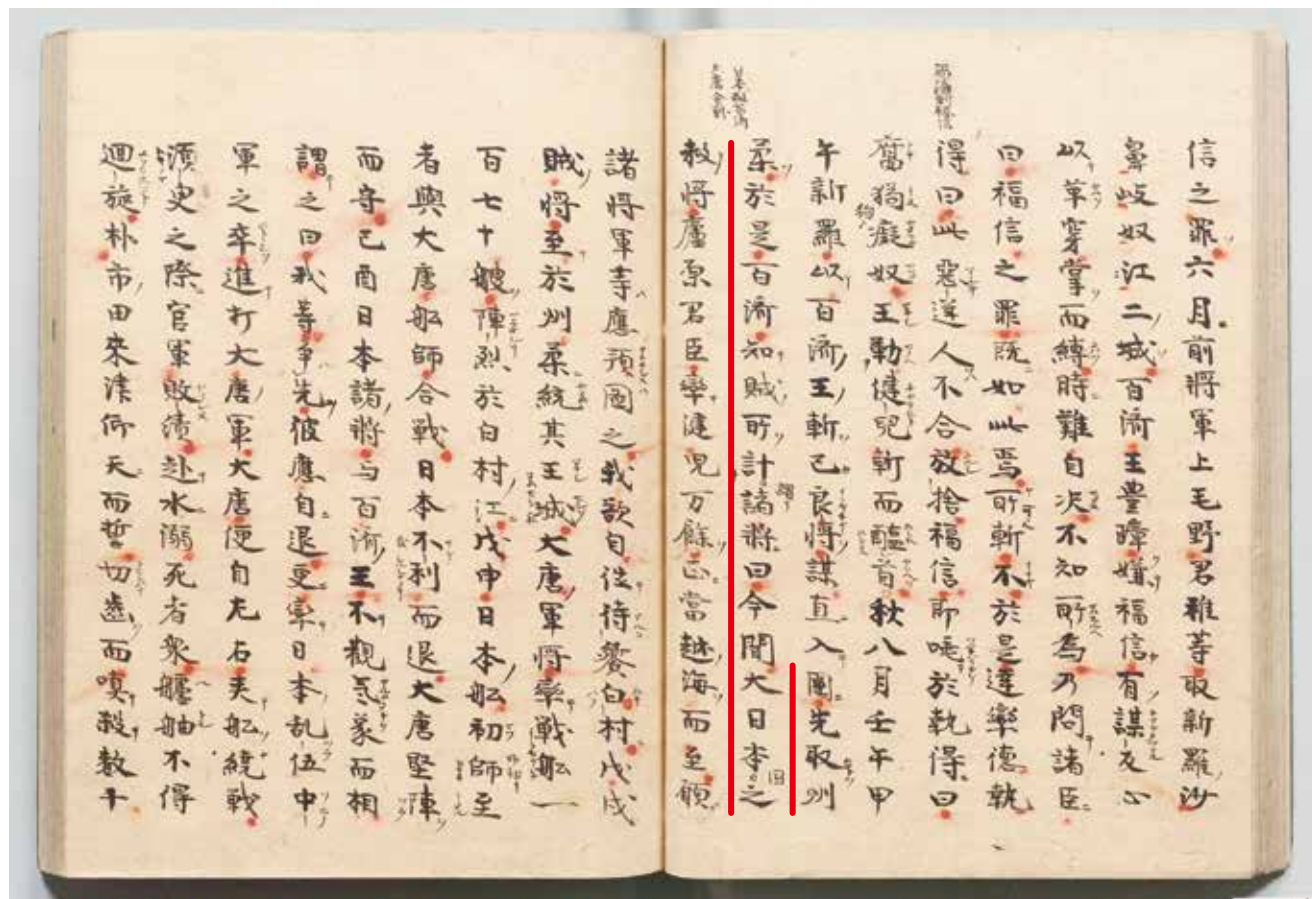 信之罪六月前將軍上毛野君稚等取新羅沙
鼻岐奴江二城百濟王豊璋嫌福信有謀反心
以革穿掌而縛時難自决不知所為乃問諸臣
曰福信之罪既如此焉可斬不於是達率德執
得曰此惡逆人不合放捨福信即唾於執得曰
腐狗癡奴王勒健兒斬而醢首秋八月壬午甲
午新羅以百濟王斬己良將謀直入國先取州
柔於是百濟知賊所計謂諸將曰今聞大日本之
救將廬原君臣率健兒万餘正當越海而至願
諸將軍等應預圖之我欲自往待饗白村戊戌
賊將至於州柔繞其王城大唐軍將率戰船一
百七十艘陣烈於白村江戊申日本船初師至
者與大唐船師合戰日本不利而退大唐堅陣
而守己酉日本諸將与百濟王不觀氣象而相
謂之曰我等爭先彼應自退更率日本乱伍中
軍之卒進打大唐軍大唐便自左右夾船繞戰
須史之際官軍敗績赴水溺死者衆艫舳不得
廻旋朴市田來津仰天而誓切齒而嗔殺數十